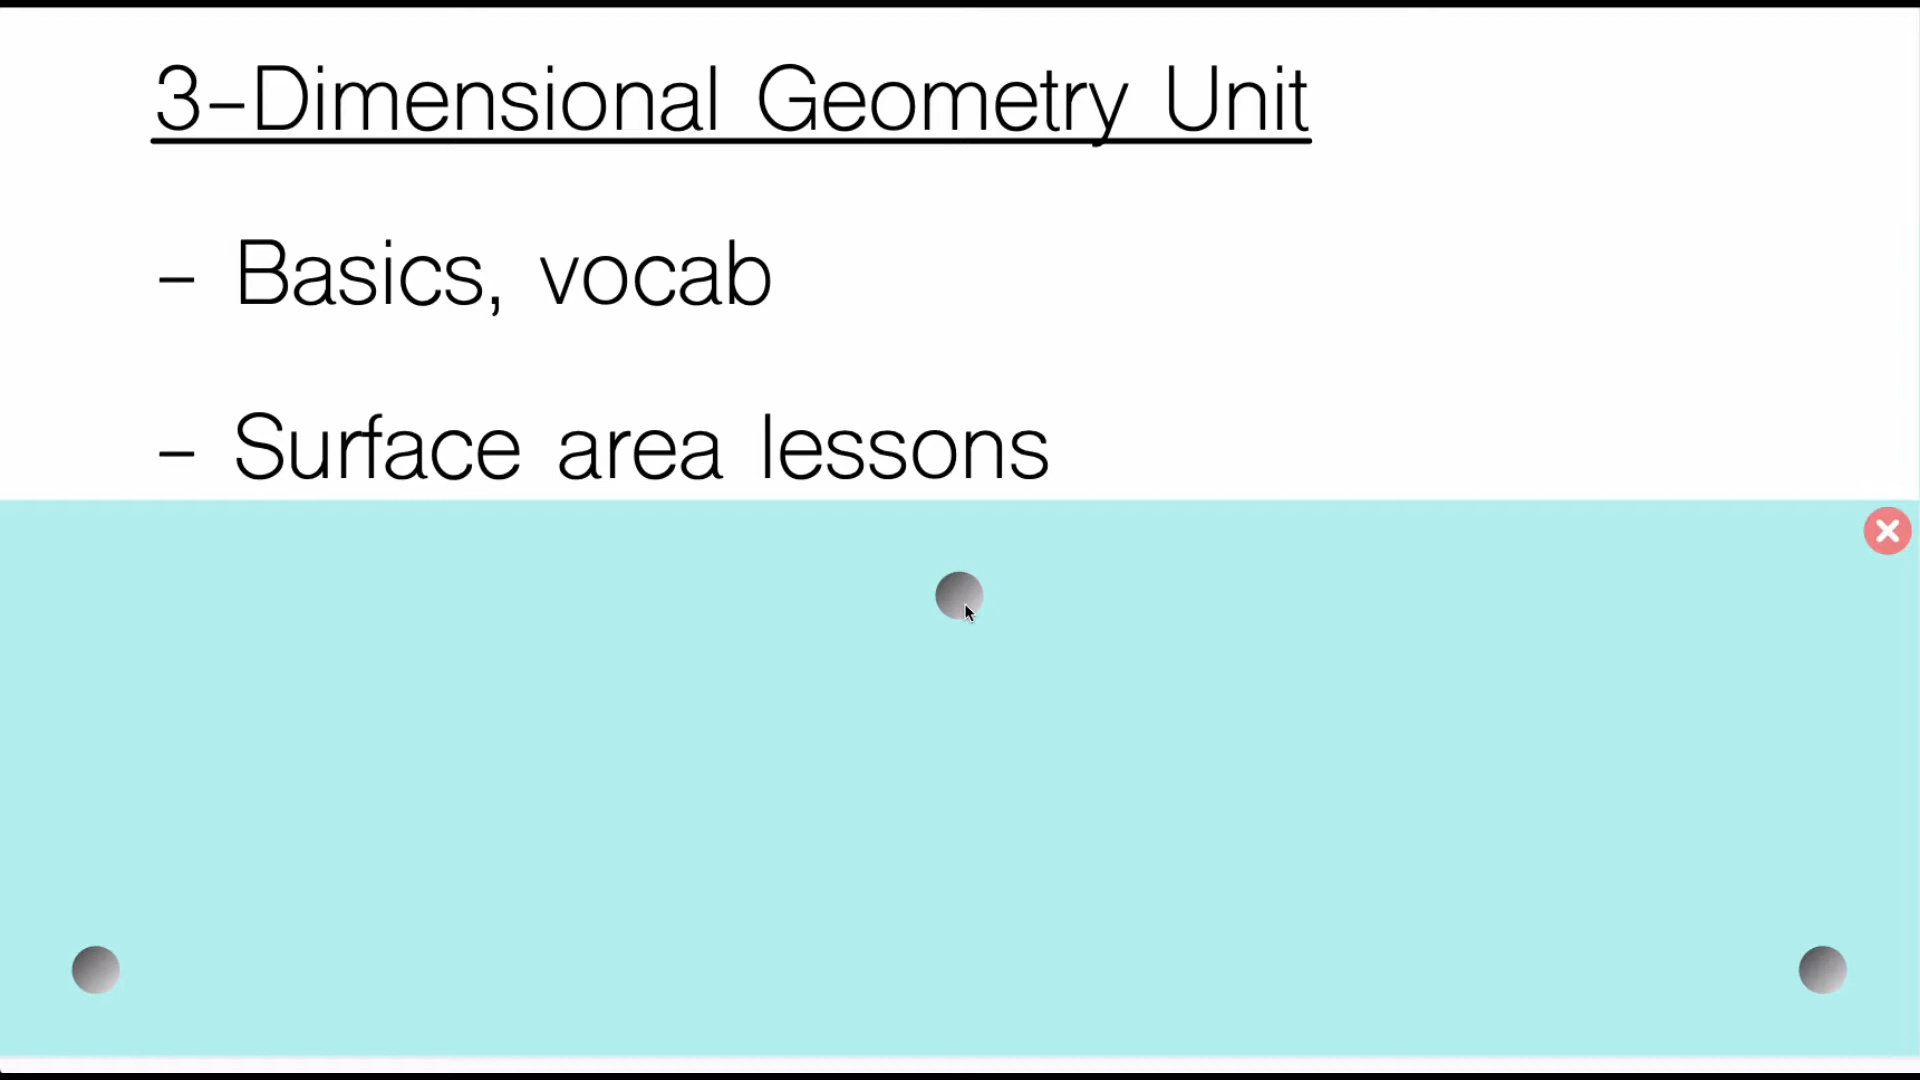 3-Dimensional Geometry Unit
- Basics, vocab
- Surface area lessons